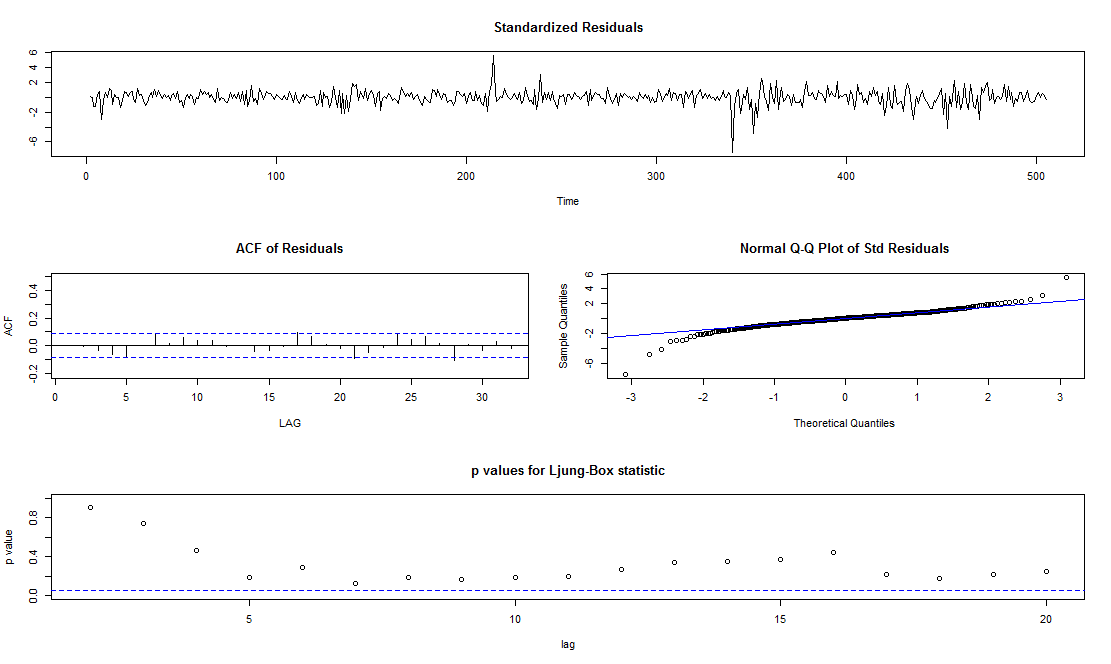 Standardized Residuals
6
4
2
-2
-6
0 100 200 300 400 500
Time
ACF of Residuals
ACF
0.4
0.2
0.0
-0.2
0 5 10 15 20 25 30
LAG
Normal Q-Q Plot of Std Residuals
Sample Quantiles
6
4
2
-2
-6
-3 -2 -1 0 1 2 3
Theoretical Quantiles
p values for Ljung-Box statistic
p value
0.8
0.4
0.0
5 10 15 20
lag